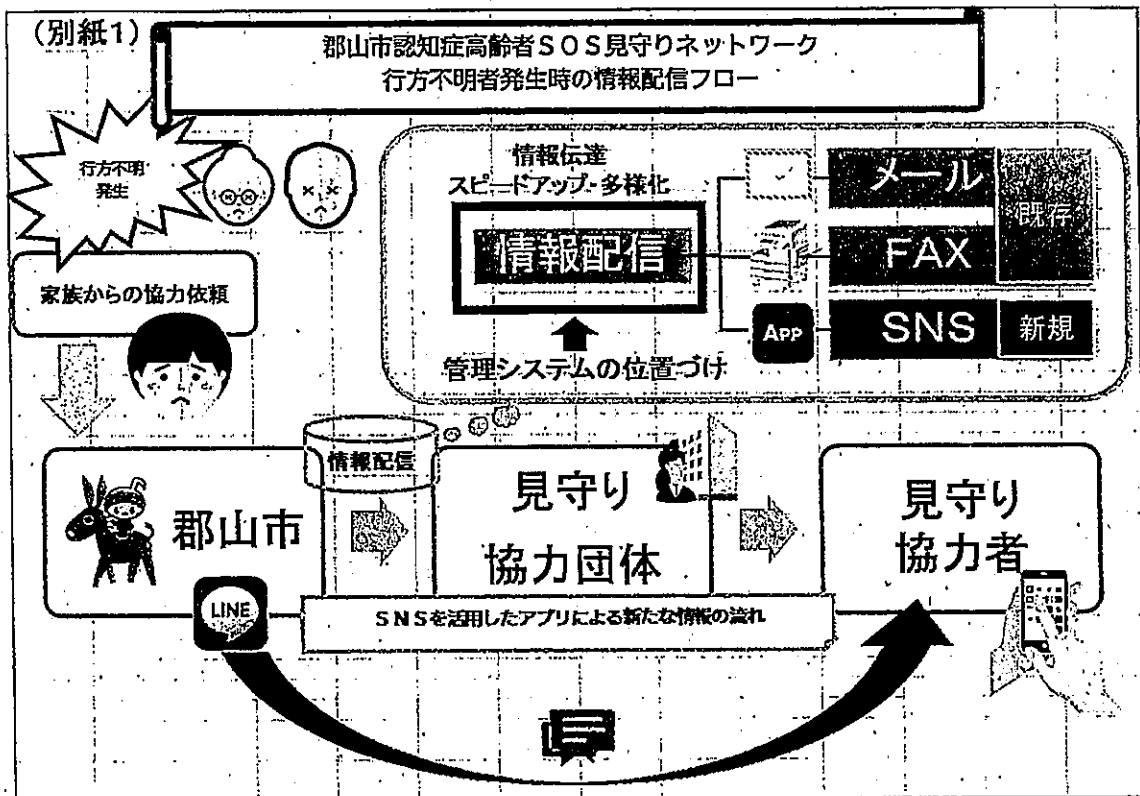 (別紙1)
郡山市認知症高齢者SOS見守りネットワーク
行方不明者発生時の情報配信フロー
行方不明
発生
家族からの協力依頼
情報伝達
スピードアップ・多様化
情報配信
管理システムの位置づけ
メール
FAX
既存
APP
SNS
新規
郡山市
情報配信
見守り
協力団体
見守り
協力者
LINE
SNSを活用したアプリによる新たな情報の流れ